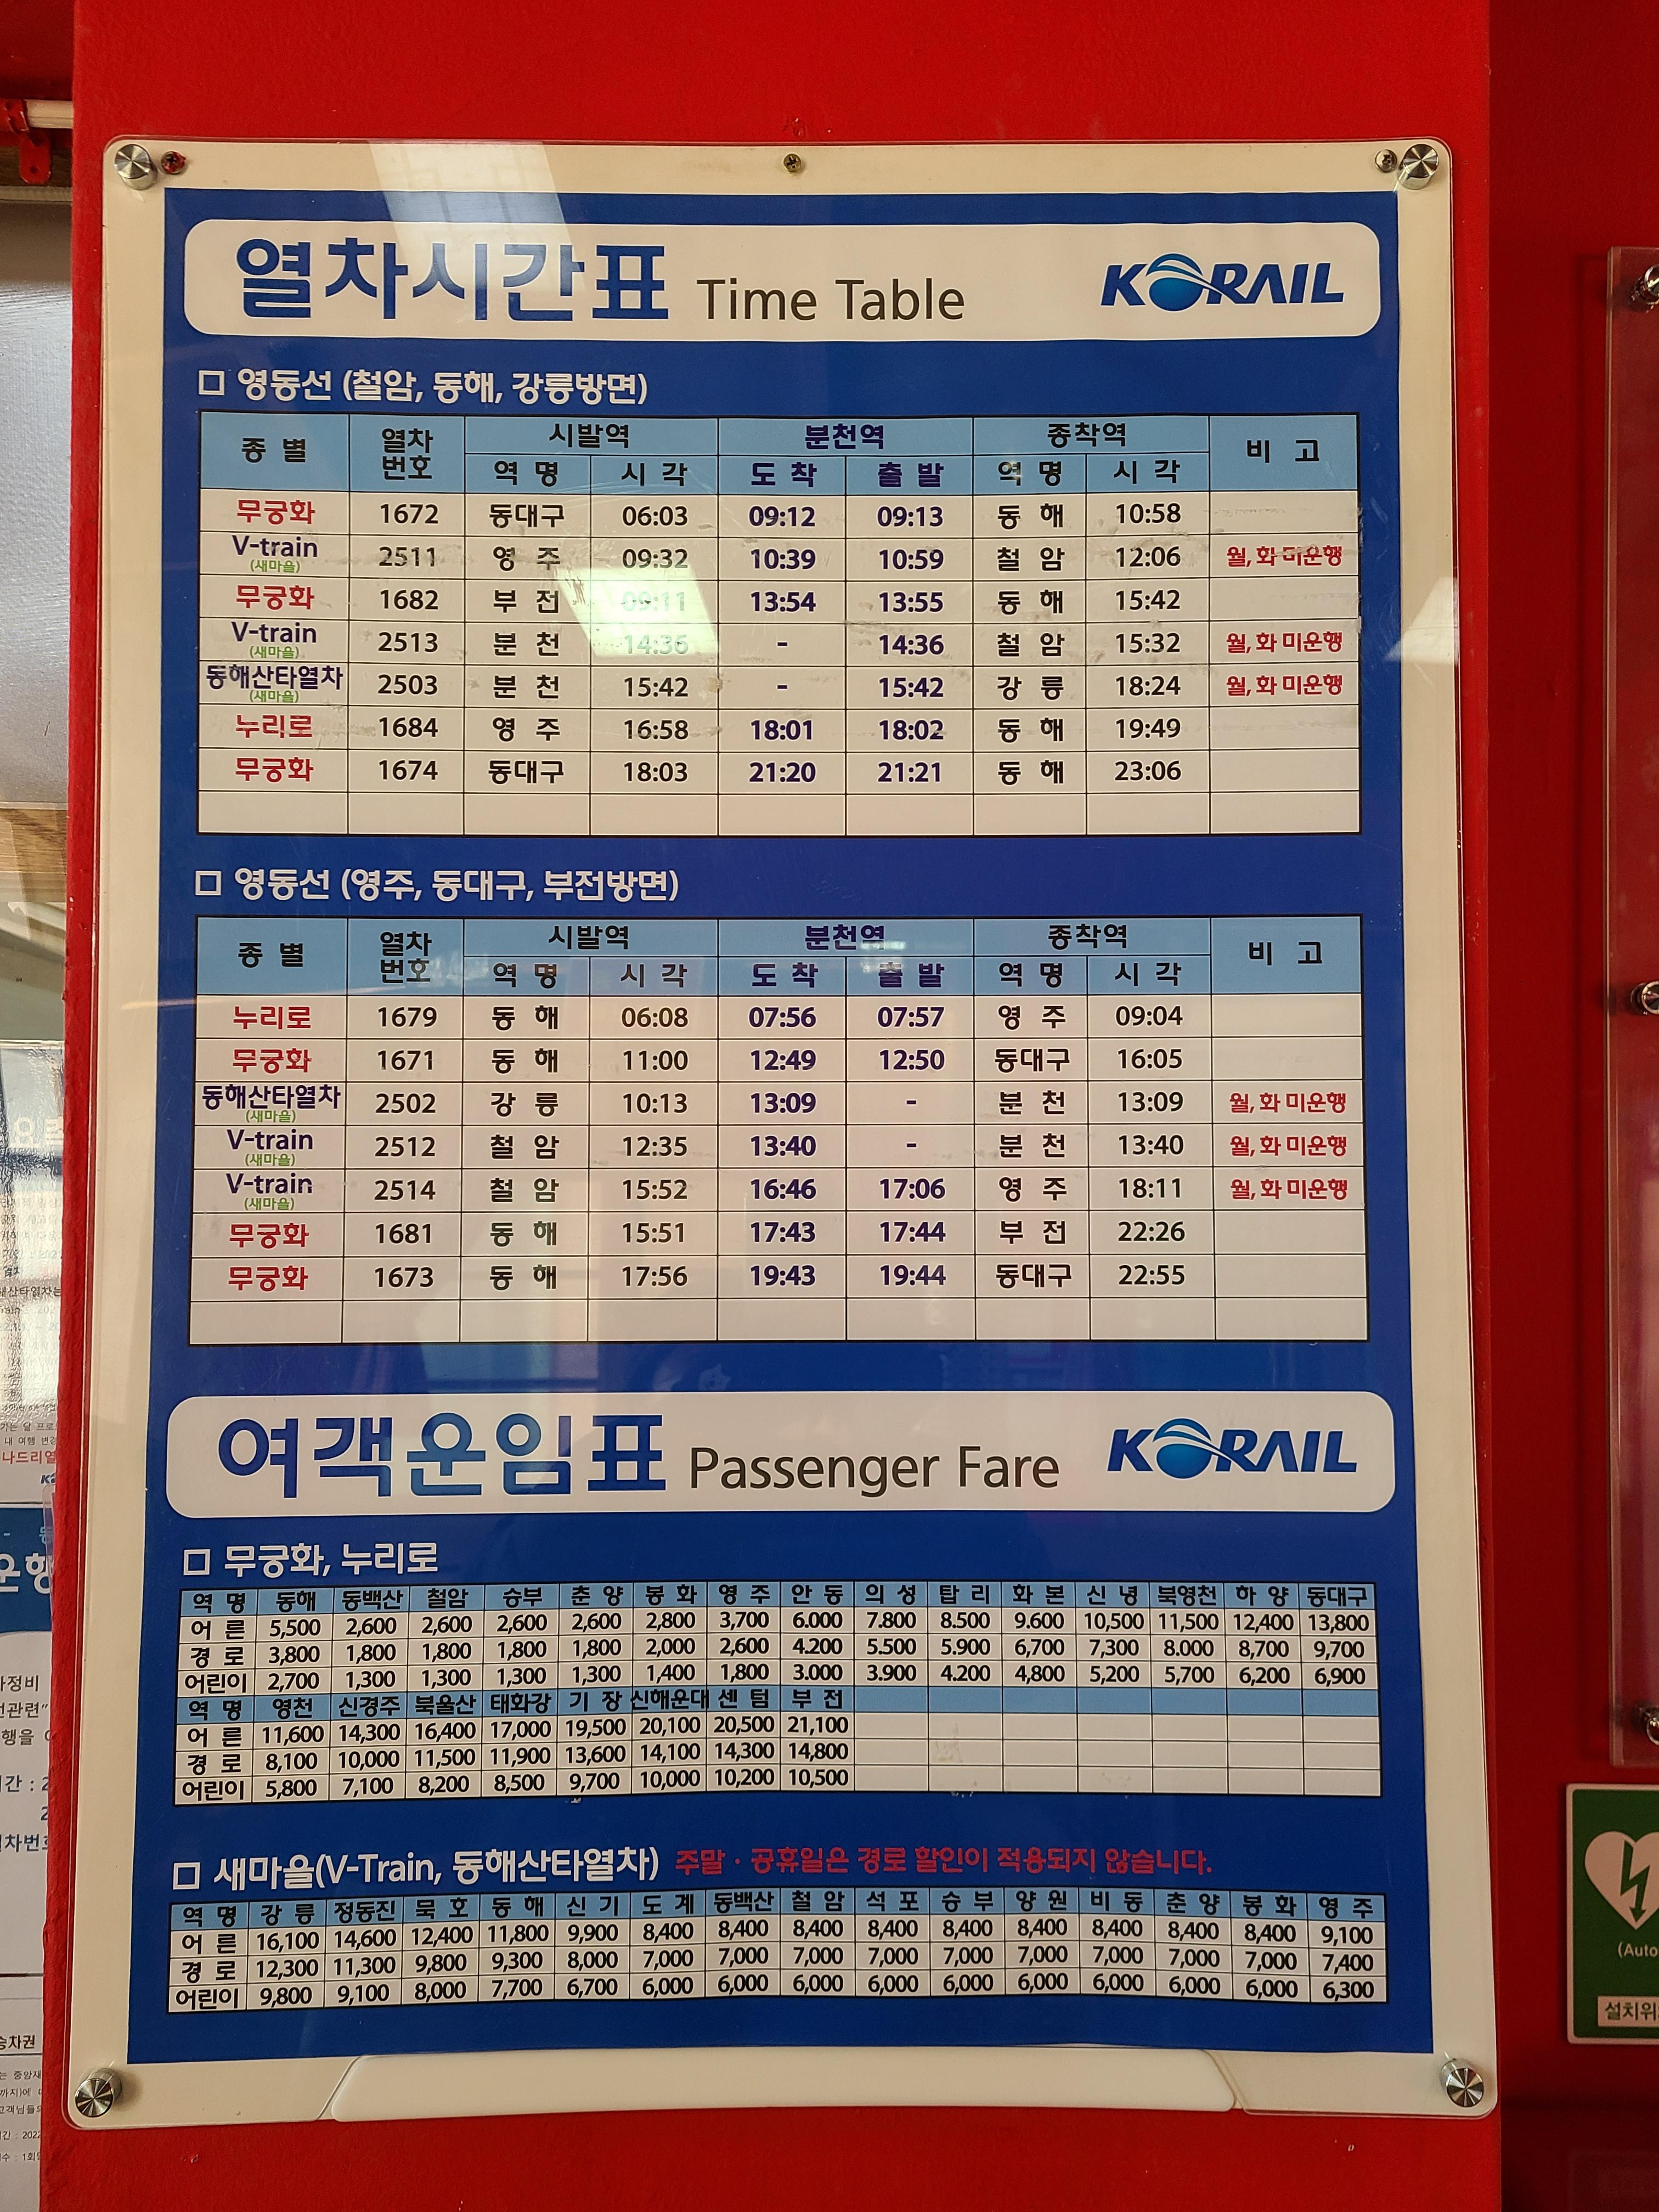 열차시간표 Time Table KORAIL
□ 영동선 (철암, 동해, 강릉방면)
종 별 열차 번호 시발역 분천역 종착역 비 고
역 명 시 각 도 착 출 발 역 명 시 각
무궁화 1672 동대구 06:03 09:12 09:13 동 해 10:58
V-train (새마을) 2511 영 주 09:32 10:39 10:59 철 암 12:06 월, 화 미운행
무궁화 1682 부 전 09:11 13:54 13:55 동 해 15:42
V-train (새마을) 2513 분 천 14:36 - 14:36 철 암 15:32 월, 화 미운행
동해산타열차 (새마을) 2503 분 천 15:42 - 15:42 강 릉 18:24 월, 화 미운행
누리로 1684 영 주 16:58 18:01 18:02 동 해 19:49
무궁화 1674 동대구 18:03 21:20 21:21 동 해 23:06
□ 영동선 (영주, 동대구, 부전방면)
종 별 열차 번호 시발역 분천역 종착역 비 고
역 명 시 각 도 착 출 발 역 명 시 각
누리로 1679 동 해 06:08 07:56 07:57 영 주 09:04
무궁화 1671 동 해 11:00 12:49 12:50 동대구 16:05
동해산타열차 (새마을) 2502 강 릉 10:13 13:09 - 분 천 13:09 월, 화 미운행
V-train (새마을) 2512 철 암 12:35 13:40 - 분 천 13:40 월, 화 미운행
V-train (새마을) 2514 철 암 15:52 16:46 17:06 영 주 18:11 월, 화 미운행
무궁화 1681 동 해 15:51 17:43 17:44 부 전 22:26
무궁화 1673 동 해 17:56 19:43 19:44 동대구 22:55
여객운임표 Passenger Fare KORAIL
□ 무궁화, 누리로
역 명 동해 동백산 철암 승부 춘 양 봉 화 영 주 안 동 의 성 탑 리 화 본 신 녕 북영천 하 양 동대구
어 른 5,500 2,600 2,600 2,600 2,600 2,800 3,700 6.000 7.800 8.500 9.600 10,500 11,500 12,400 13,800
경 로 3,800 1,800 1,800 1,800 1,800 2,000 2,600 4.200 5.500 5.900 6,700 7,300 8.000 8,700 9,700
어린이 2,700 1,300 1,300 1,300 1,300 1,400 1,800 3.000 3.900 4.200 4,800 5,200 5,700 6,200 6,900
역 명 영천 신경주 북울산 태화강 기 장 신해운대 센 텀 부 전
어 른 11,600 14,300 16,400 17,000 19,500 20,100 20,500 21,100
경 로 8,100 10,000 11,500 11,900 13,600 14,100 14,300 14,800
어린이 5,800 7,100 8,200 8,500 9,700 10,000 10,200 10,500
□ 새마을(V-Train, 동해산타열차) 주말 · 공휴일은 경로 할인이 적용되지 않습니다.
역 명 강 릉 정동진 묵 호 동 해 신 기 도 계 동백산 철 암 석 포 승 부 양 원 비 동 춘 양 봉 화 영 주
어 른 16,100 14,600 12,400 11,800 9,900 8,400 8,400 8,400 8,400 8,400 8,400 8,400 8,400 8,400 9,100
경 로 12,300 11,300 9,800 9,300 8,000 7,000 7,000 7,000 7,000 7,000 7,000 7,000 7,000 7,000 7,400
어린이 9,800 9,100 8,000 7,700 6,700 6,000 6,000 6,000 6,000 6,000 6,000 6,000 6,000 6,000 6,300
(Auto
설치위